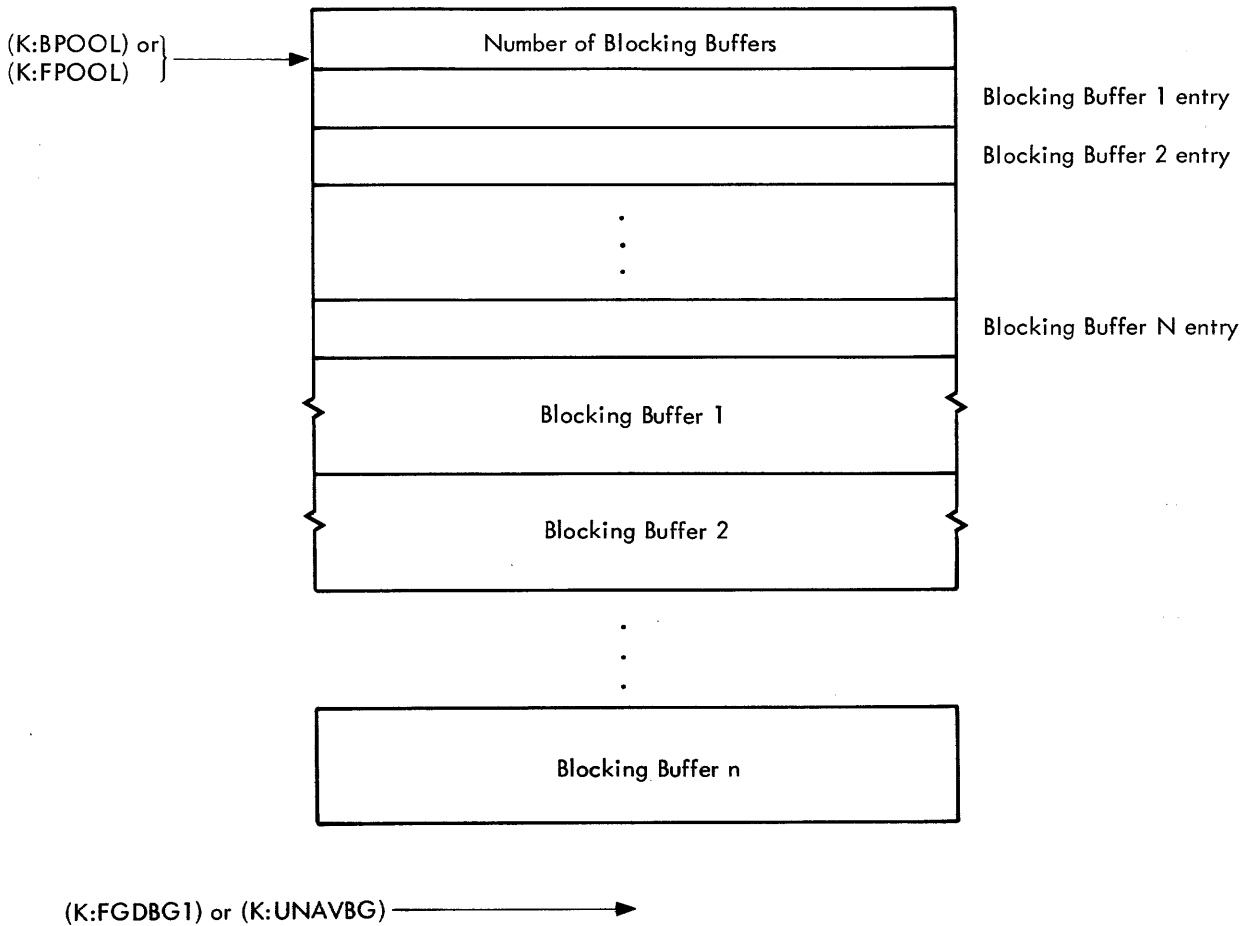 (K:BPOOL) or
(K:FPOOL)
Number of Blocking Buffers
Blocking Buffer 1 entry
Blocking Buffer 2 entry
Blocking Buffer N entry
Blocking Buffer 1
Blocking Buffer 2
Blocking Buffer n
(K:FGDBG1) or (K:UNAVBG)